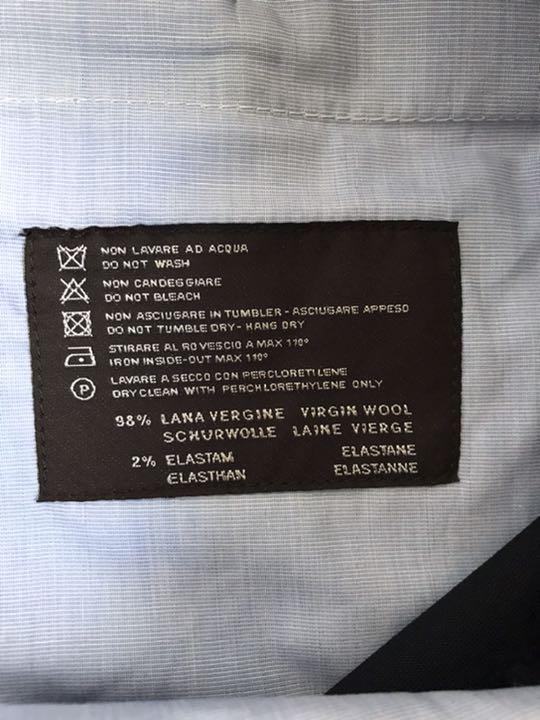 NON LAVARE AD ACQUA
DO NOT WASH
NON CANDEGGIARE
DO NOT BLEACH
NON ASCIUGARE IN TUMBLER - ASCIUGARE APPESO
DO NOT TUMBLE DRY - HANG DRY
STIRARE AL ROVESCIO A MAX 110°
IRON INSIDE-OUT MAX 110°
P
LAVARE A SECCO CON PERCLORETILENE
DRY CLEAN WITH PERCHLORETHYLENE ONLY
98% LANA VERGINE VIRGIN WOOL
SCHURWOLLE LAINE VIERGE
2% ELASTAM ELASTANE
ELASTHAN ELASTANNE